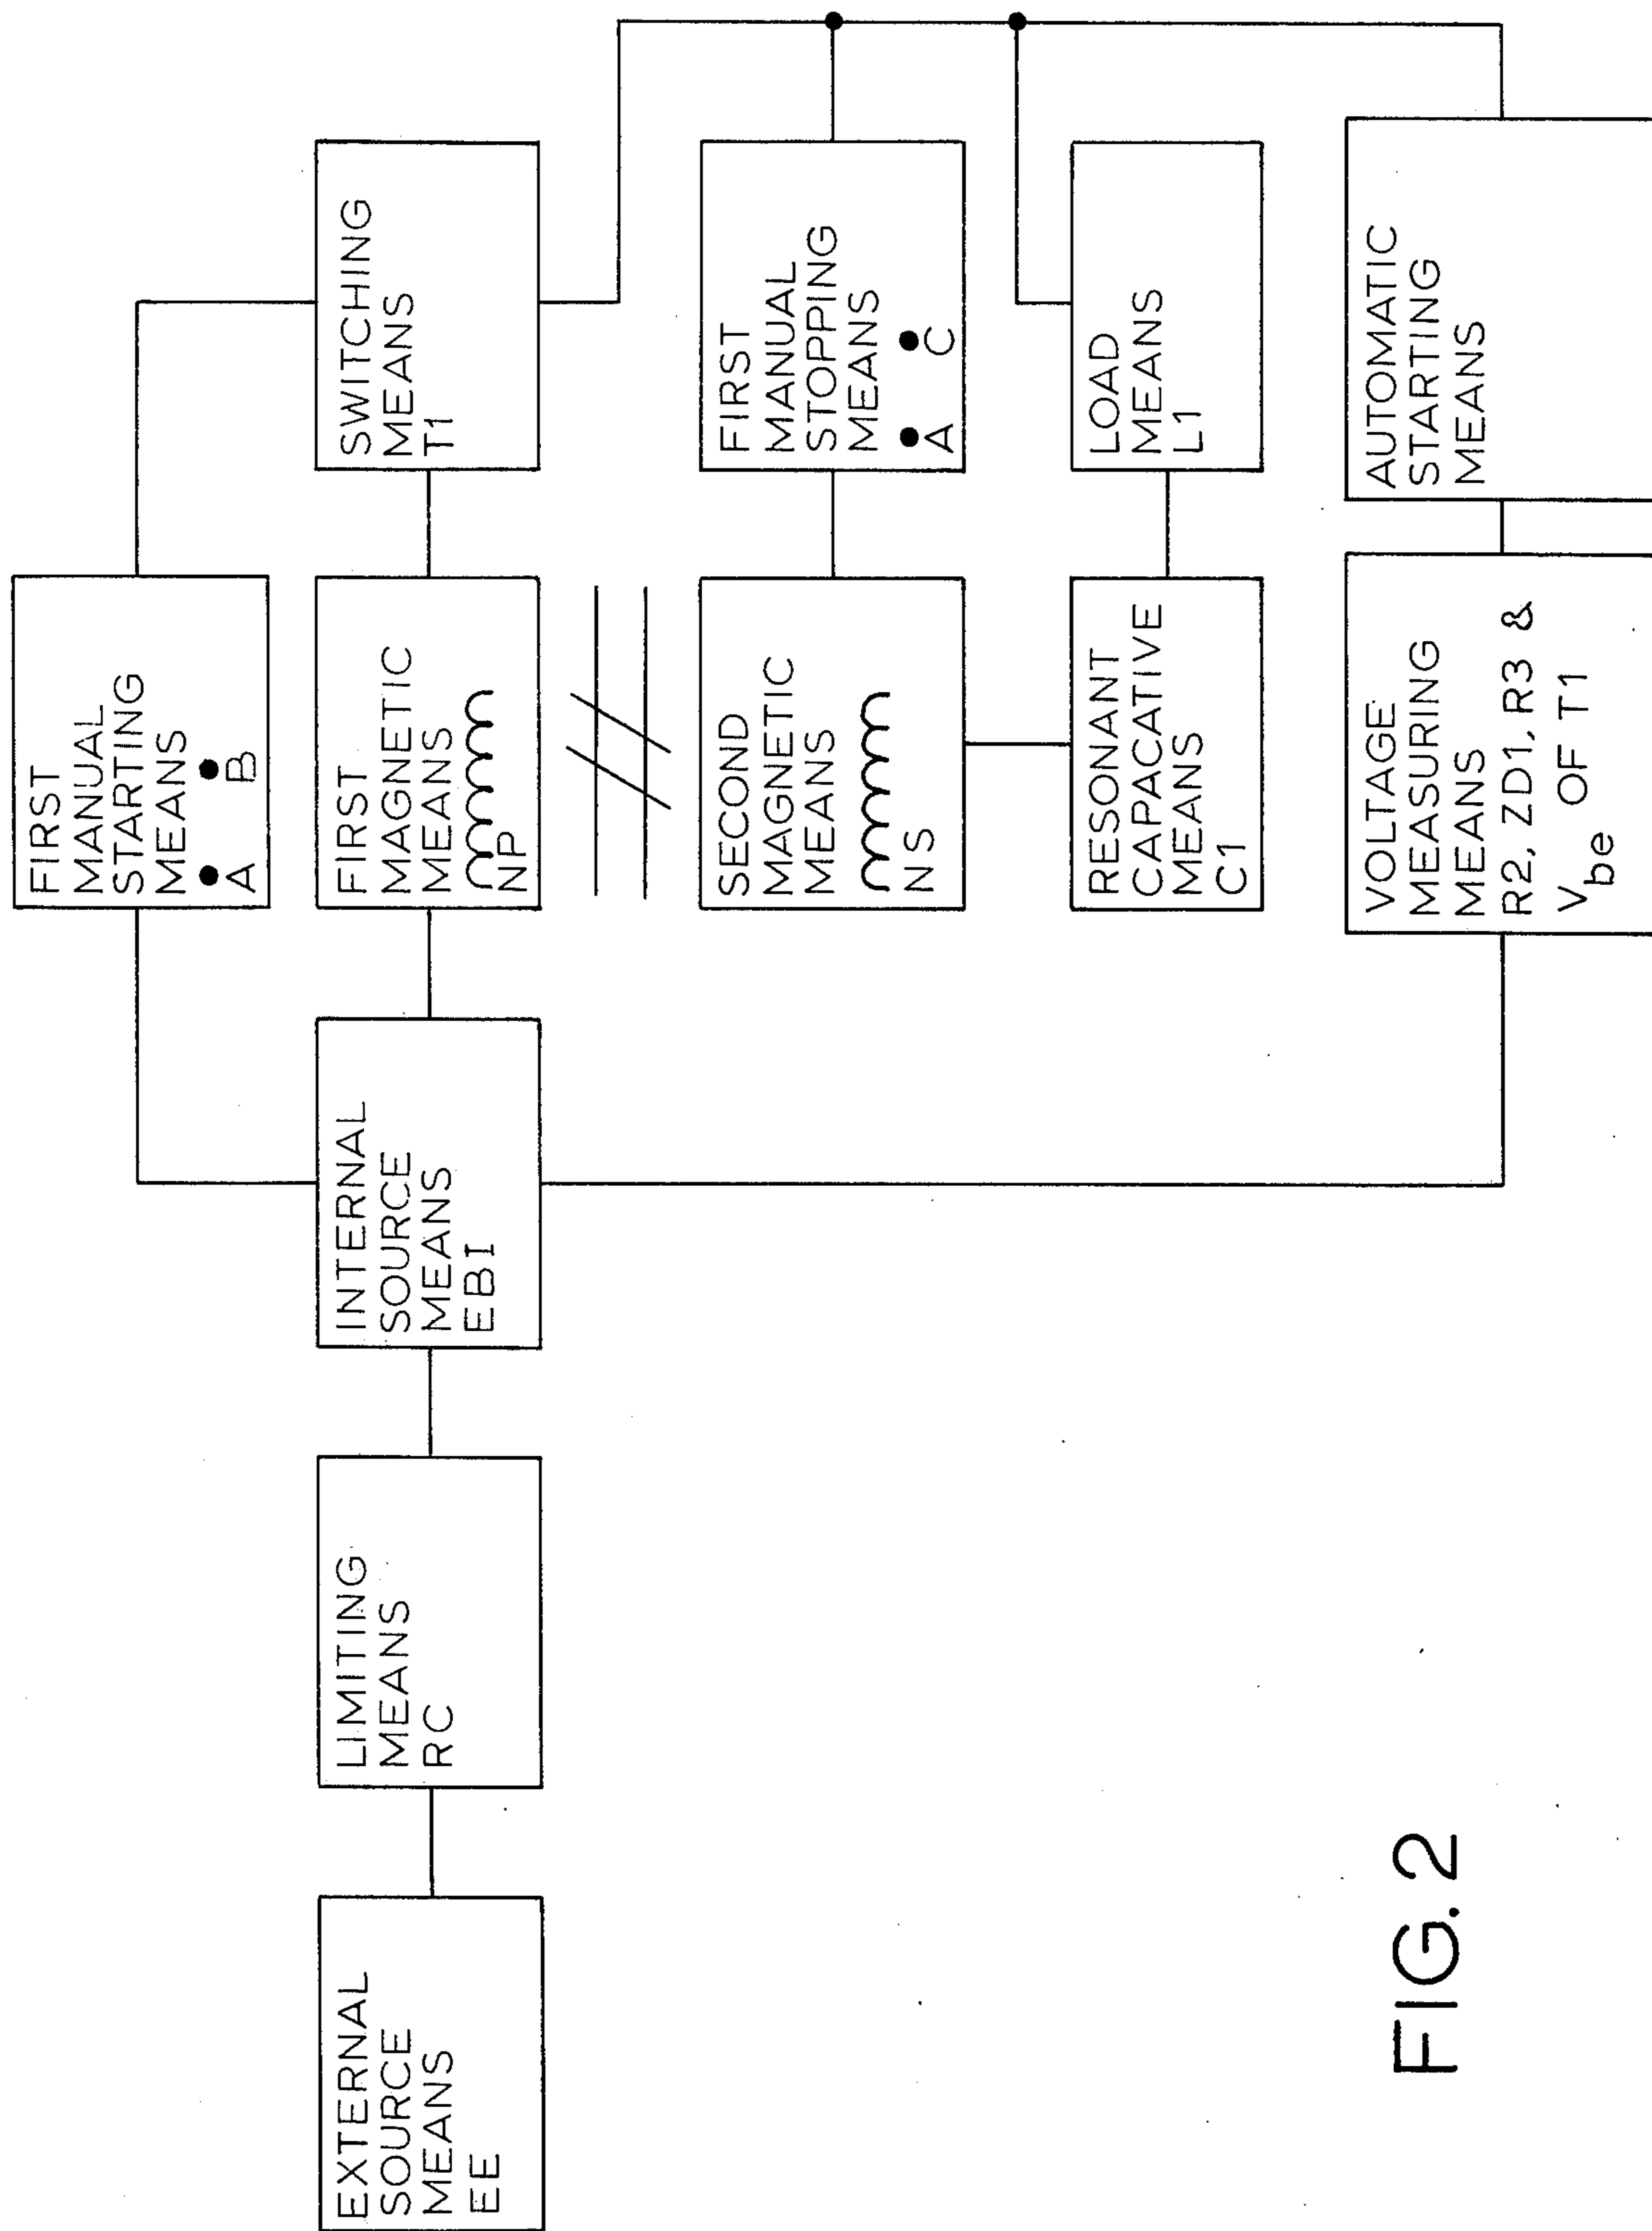 FIRST
MANUAL
STARTING
MEANS
A B
EXTERNAL
SOURCE
MEANS
EE
LIMITING
MEANS
RC
INTERNAL
SOURCE
MEANS
EBI
FIRST
MAGNETIC
MEANS
NP
SWITCHING
MEANS
T1
SECOND
MAGNETIC
MEANS
NS
FIRST
MANUAL
STOPPING
MEANS
A C
RESONANT
CAPACATIVE
MEANS
C1
LOAD
MEANS
L1
VOLTAGE
MEASURING
MEANS
R2, ZD1, R3 &
Vbe OF T1
AUTOMATIC
STARTING
MEANS
FIG. 2